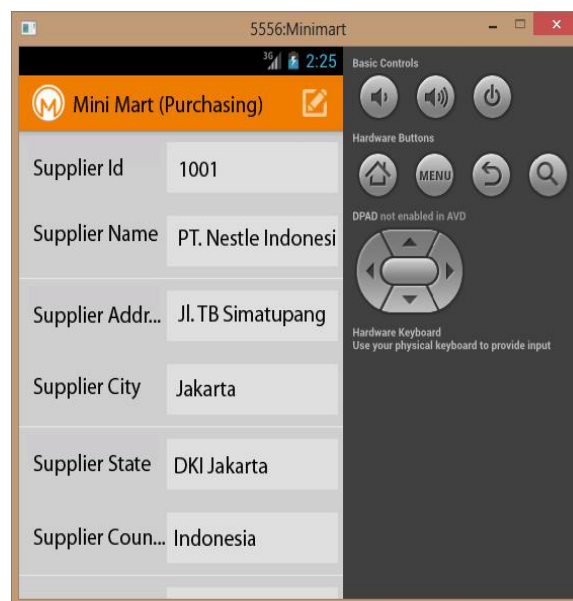 5556:Minimart
36 2:25
M Mini Mart (Purchasing)
Supplier Id 1001
Supplier Name PT. Nestle Indonesi
Supplier Addr... Jl. TB Simatupang
Supplier City Jakarta
Supplier State DKI Jakarta
Supplier Coun... Indonesia
Basic Controls
Hardware Buttons
MENU
DPAD not enabled in AVD
Hardware Keyboard
Use your physical keyboard to provide input